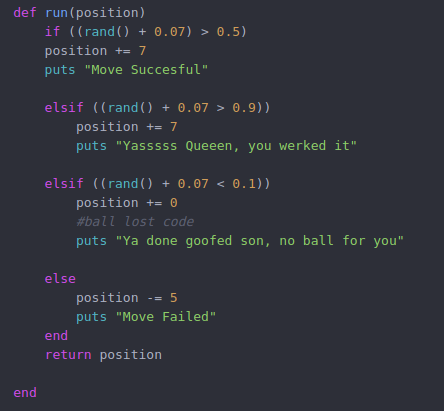 def run(position)
    if ((rand() + 0.07) > 0.5)
    position += 7
    puts "Move Succesful"

    elsif ((rand() + 0.07 > 0.9))
        position += 7
        puts "Yasssss Queeen, you werked it"

    elsif ((rand() + 0.07 < 0.1))
        position += 0
        #ball lost code
        puts "Ya done goofed son, no ball for you"

    else
        position -= 5
        puts "Move Failed"
    end
    return position

end